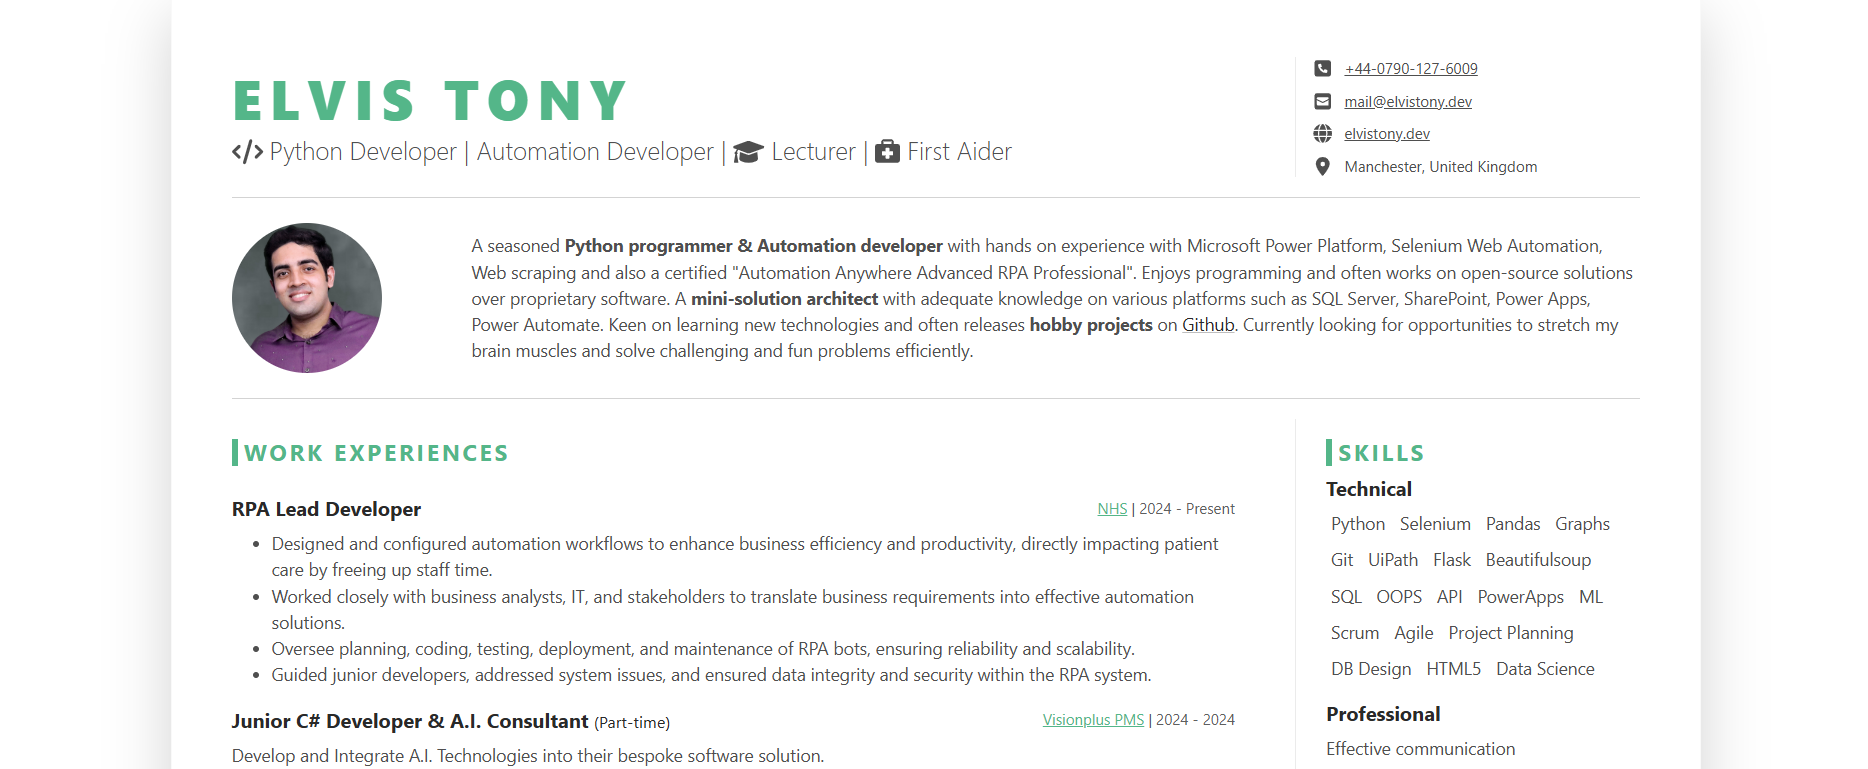 ELVIS TONY
Python Developer | Automation Developer | Lecturer | First Aider
+44-0790-127-6009
mail@elvistony.dev
elvistony.dev
Manchester, United Kingdom
A seasoned Python programmer & Automation developer with hands on experience with Microsoft Power Platform, Selenium Web Automation,
Web scraping and also a certified "Automation Anywhere Advanced RPA Professional". Enjoys programming and often works on open-source solutions
over proprietary software. A mini-solution architect with adequate knowledge on various platforms such as SQL Server, SharePoint, Power Apps,
Power Automate. Keen on learning new technologies and often releases hobby projects on Github. Currently looking for opportunities to stretch my
brain muscles and solve challenging and fun problems efficiently.
WORK EXPERIENCES
RPA Lead Developer
NHS | 2024 - Present
• Designed and configured automation workflows to enhance business efficiency and productivity, directly impacting patient
care by freeing up staff time.
• Worked closely with business analysts, IT, and stakeholders to translate business requirements into effective automation
solutions.
• Oversee planning, coding, testing, deployment, and maintenance of RPA bots, ensuring reliability and scalability.
• Guided junior developers, addressed system issues, and ensured data integrity and security within the RPA system.
Junior C# Developer & A.I. Consultant (Part-time)
Visionplus PMS | 2024 - 2024
Develop and Integrate A.I. Technologies into their bespoke software solution.
SKILLS
Technical
Python Selenium Pandas Graphs
Git UiPath Flask Beautifulsoup
SQL OOPS API PowerApps ML
Scrum Agile Project Planning
DB Design HTML5 Data Science
Professional
Effective communication